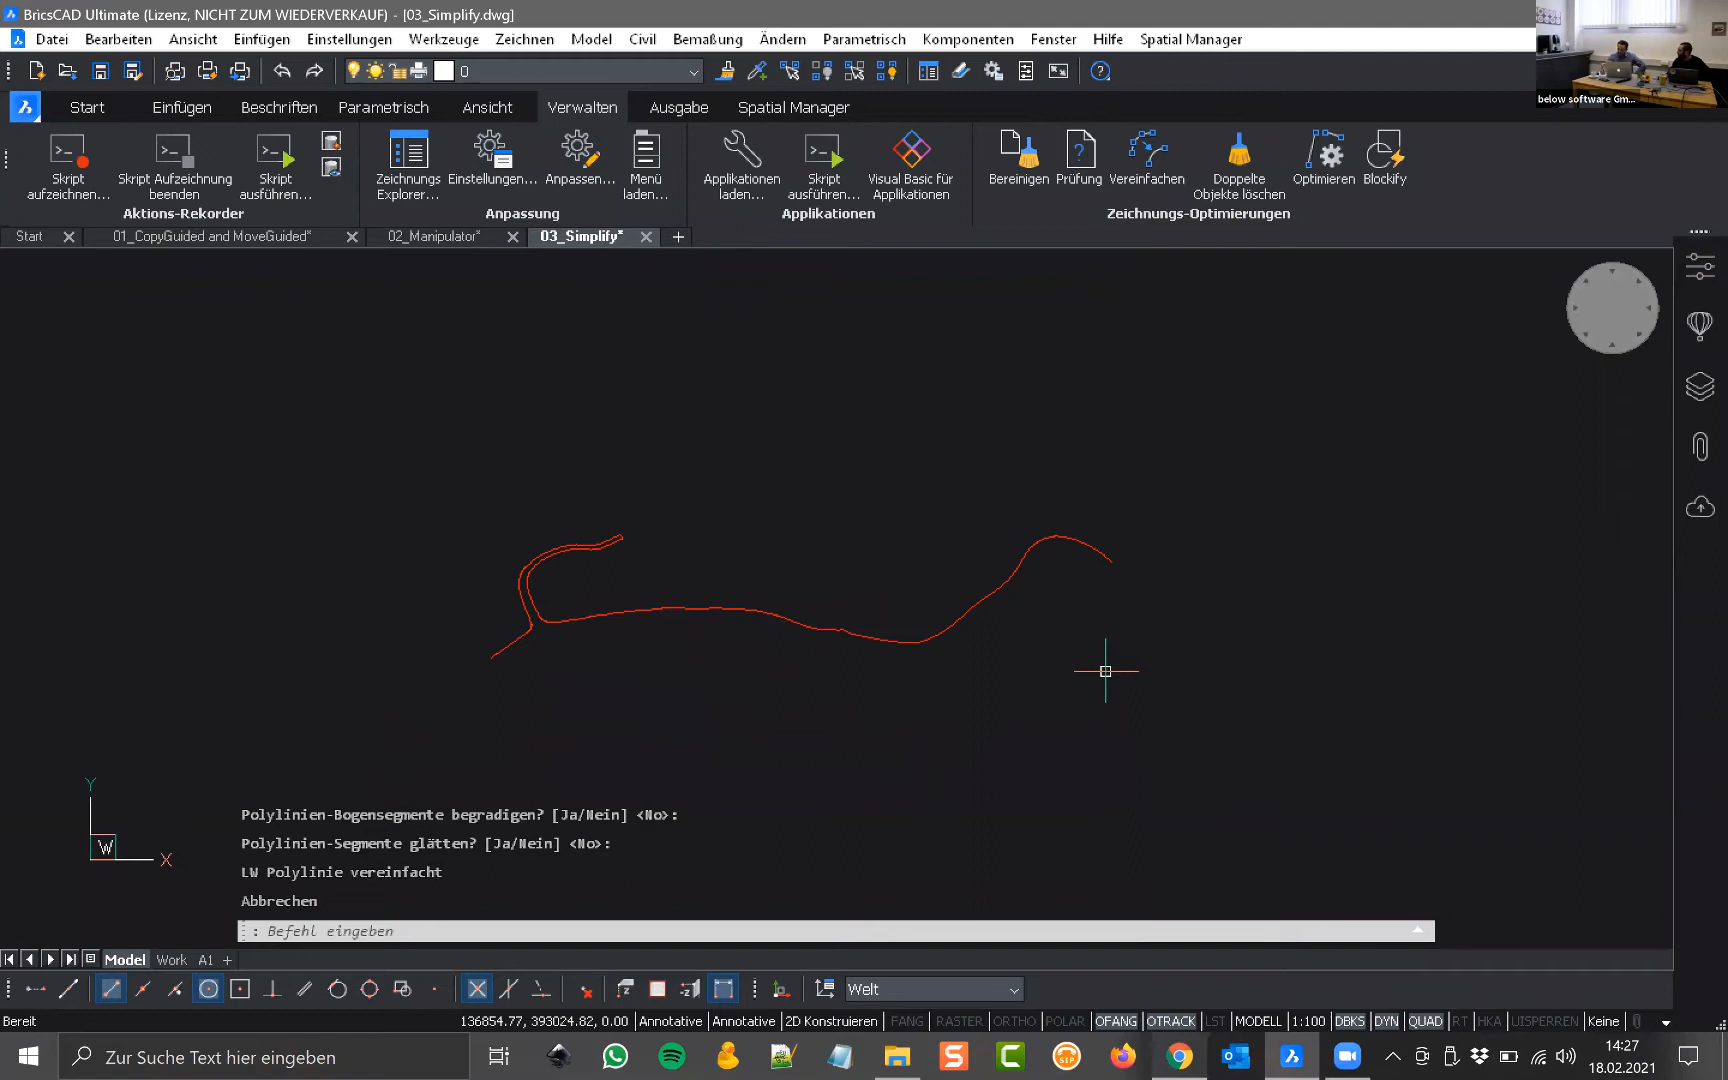 BricsCAD Ultimate (Lizenz, NICHT ZUM WIEDERVERKAUF) - [03_Simplify.dwg]
Datei Bearbeiten Ansicht Einfügen Einstellungen Werkzeuge Zeichnen Model Civil Bemaßung Ändern Parametrisch Komponenten Fenster Hilfe Spatial Manager
0
below software Gm...
Start Einfügen Beschriften Parametrisch Ansicht Verwalten Ausgabe Spatial Manager
Skript aufzeichnen...
Skript Aufzeichnung beenden
Skript ausführen...
Zeichnungs Explorer...
Einstellungen...
Anpassen...
Menü laden...
Applikationen laden...
Skript ausführen...
Visual Basic für Applikationen
Bereinigen
Prüfung
Vereinfachen
Doppelte Objekte löschen
Optimieren
Blockify
Aktions-Rekorder Anpassung Applikationen Zeichnungs-Optimierungen
Start 01_CopyGuided and MoveGuided* 02_Manipulator* 03_Simplify*
Y
W
X
Polylinien-Bogensegmente begradigen? [Ja/Nein] <No>:
Polylinien-Segmente glätten? [Ja/Nein] <No>:
LW Polylinie vereinfacht
Abbrechen
: Befehl eingeben
Model Work A1
Welt
Bereit 136854.77, 393024.82, 0.00 Annotative Annotative 2D Konstruieren FANG RASTER ORTHO POLAR OFANG OTRACK LST MODELL 1:100 DBKS DYN QUAD RT HKA UISPERREN Keine
Zur Suche Text hier eingeben
SIP
14:27
18.02.2021